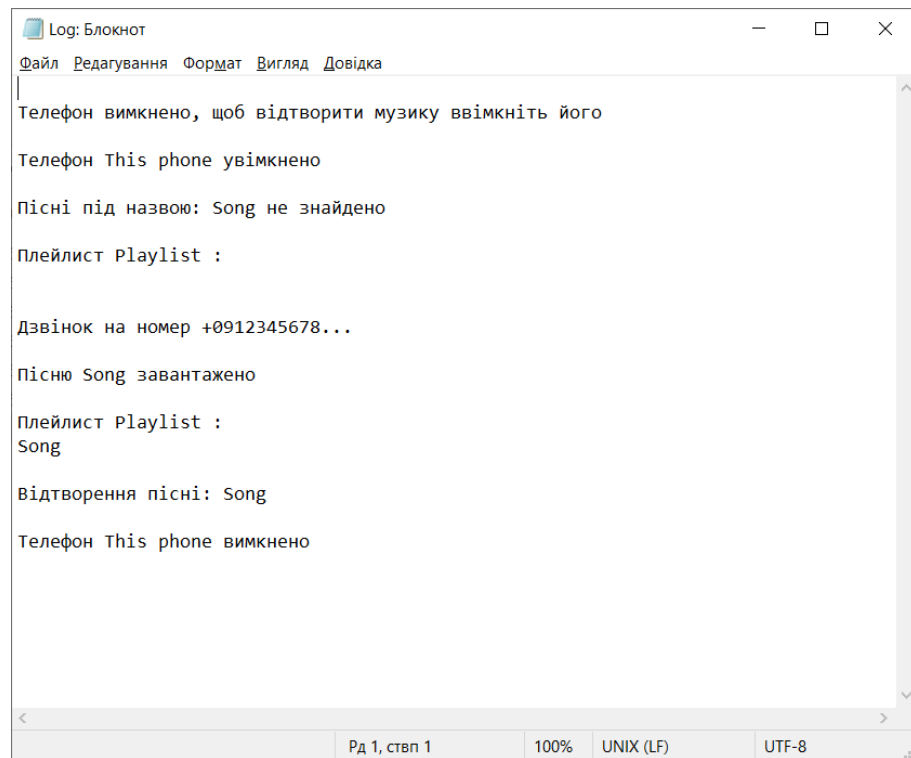 Log: Блокнот
Файл Редагування Формат Вигляд Довідка
Телефон вимкнено, щоб відтворити музику ввімкніть його
Телефон This phone увімкнено
Пісні під назвою: Song не знайдено
Плейлист Playlist :
Дзвінок на номер +0912345678...
Пісню Song завантажено
Плейлист Playlist :
Song
Відтворення пісні: Song
Телефон This phone вимкнено
Рд 1, ствп 1 100% UNIX (LF) UTF-8